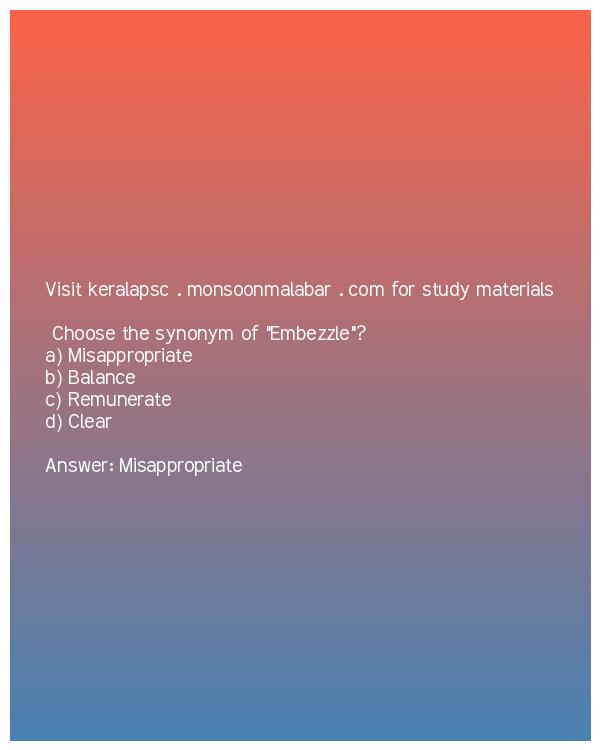 Visit keralapsc . monsoonmalabar . com for study materials
Choose the synonym of "Embezzle"?
a) Misappropriate
b) Balance
c) Remunerate
d) Clear
Answer: Misappropriate